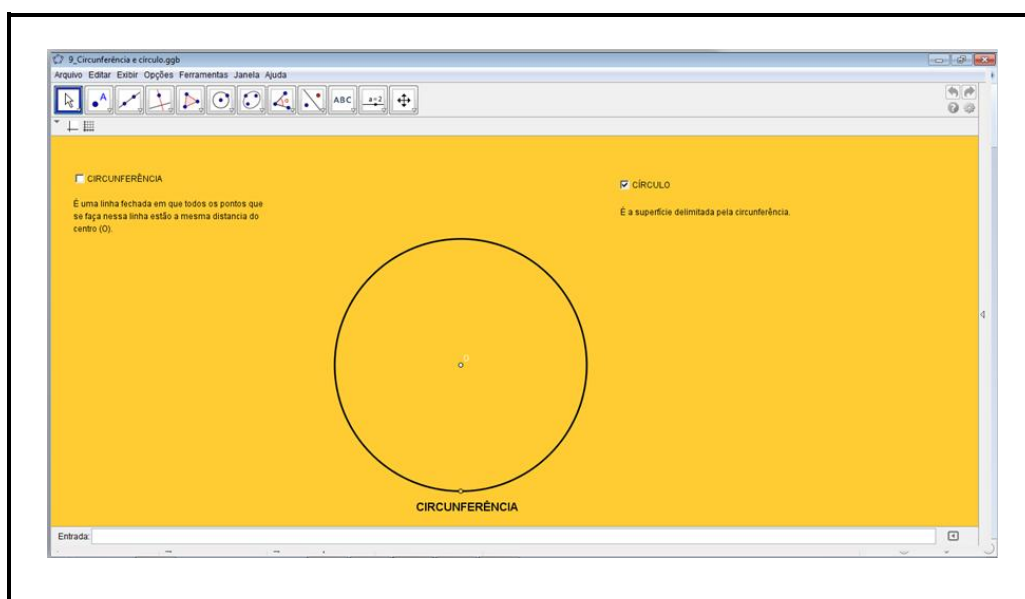 9_Circunferência e círculo.ggb
Arquivo Editar Exibir Opções Ferramentas Janela Ajuda
A
ABC
a=2
CIRCUNFERÊNCIA
É uma linha fechada em que todos os pontos que
se faça nessa linha estão a mesma distancia do
centro (O).
CÍRCULO
É a superfície delimitada pela circunferência.
O
CIRCUNFERÊNCIA
Entrada: